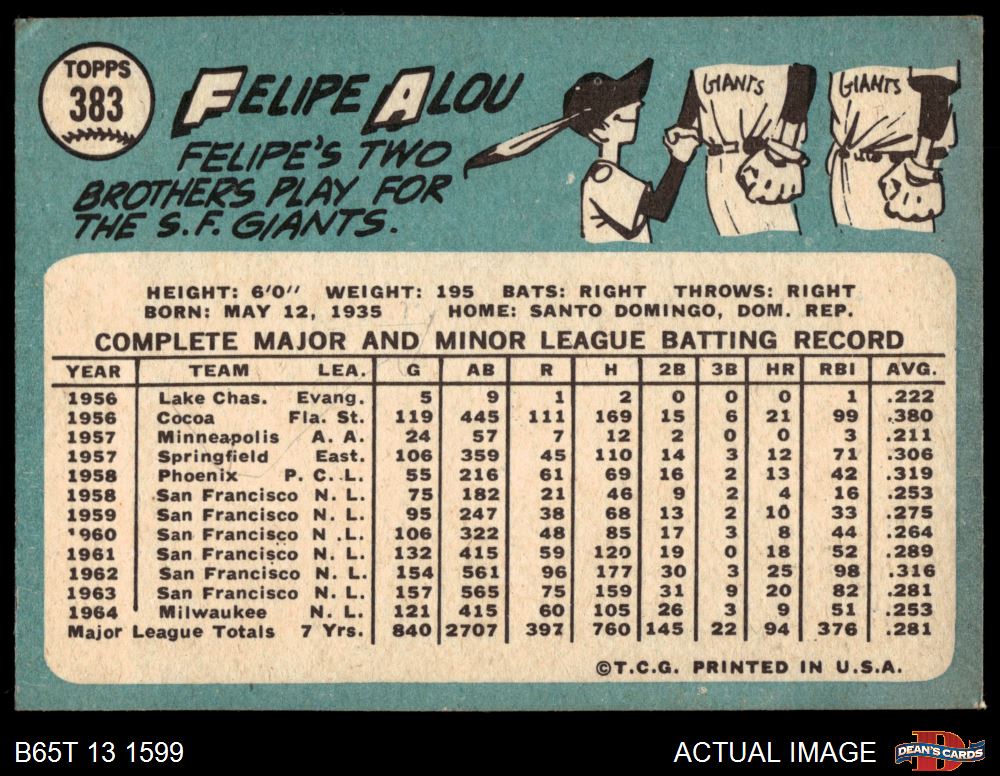 TOPPS
383
FELIPE ALOU
FELIPE'S TWO
BROTHERS PLAY FOR
THE S.F. GIANTS.
GIANTS
GIANTS
HEIGHT: 6'0" WEIGHT: 195 BATS: RIGHT THROWS: RIGHT
BORN: MAY 12, 1935 HOME: SANTO DOMINGO, DOM. REP.
COMPLETE MAJOR AND MINOR LEAGUE BATTING RECORD
YEAR TEAM LEA. G AB R H 2B 3B HR RBI AVG.
1956 Lake Chas. Evang. 5 9 1 2 0 0 0 1 .222
1956 Cocoa Fla. St. 119 445 111 169 15 6 21 99 .380
1957 Minneapolis A. A. 24 57 7 12 2 0 0 3 .211
1957 Springfield East. 106 359 45 110 14 3 12 71 .306
1958 Phoenix P. C. L. 55 216 61 69 16 2 13 42 .319
1958 San Francisco N. L. 75 182 21 46 9 2 4 16 .253
1959 San Francisco N. L. 95 247 38 68 13 2 10 33 .275
1960 San Francisco N. L. 106 322 48 85 17 3 8 44 .264
1961 San Francisco N. L. 132 415 59 120 19 0 18 52 .289
1962 San Francisco N. L. 154 561 96 177 30 3 25 98 .316
1963 San Francisco N. L. 157 565 75 159 31 9 20 82 .281
1964 Milwaukee N. L. 121 415 60 105 26 3 9 51 .253
Major League Totals 7 Yrs. 840 2707 397 760 145 22 94 376 .281
©T.C.G. PRINTED IN U.S.A.
B65T 13 1599 ACTUAL IMAGE D DEAN'S CARDS